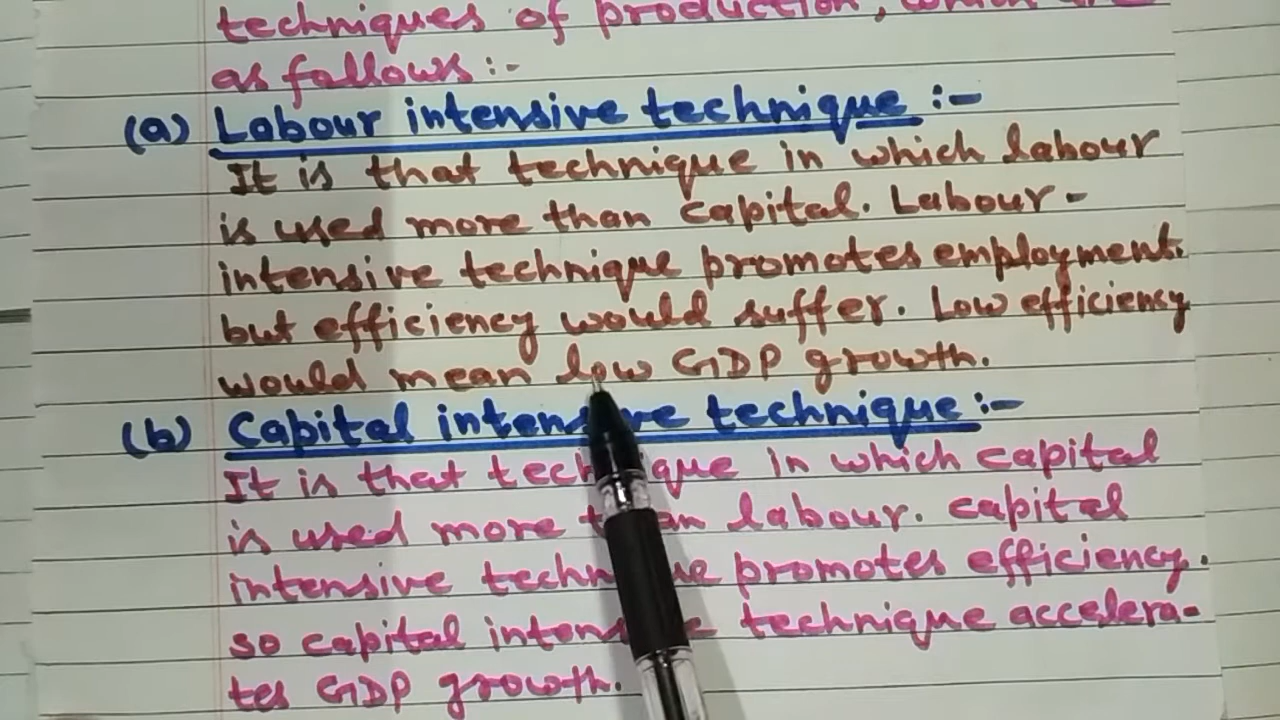 techniques of production, which are
as follows :-
(a) Labour intensive technique :-
It is that technique in which labour
is used more than capital. Labour-
intensive technique promotes employment.
but efficiency would suffer. Low efficiency
would mean low GDP growth.
(b) Capital intensive technique :-
It is that technique in which capital
is used more than labour. capital
intensive technique promotes efficiency.
so capital intensive technique accelera-
tes GDP growth.